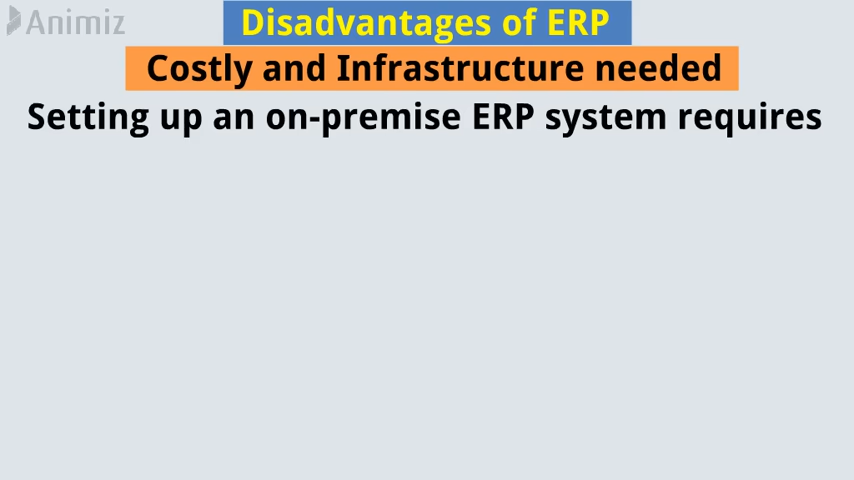 Animiz
Disadvantages of ERP
Costly and Infrastructure needed
Setting up an on-premise ERP system requires